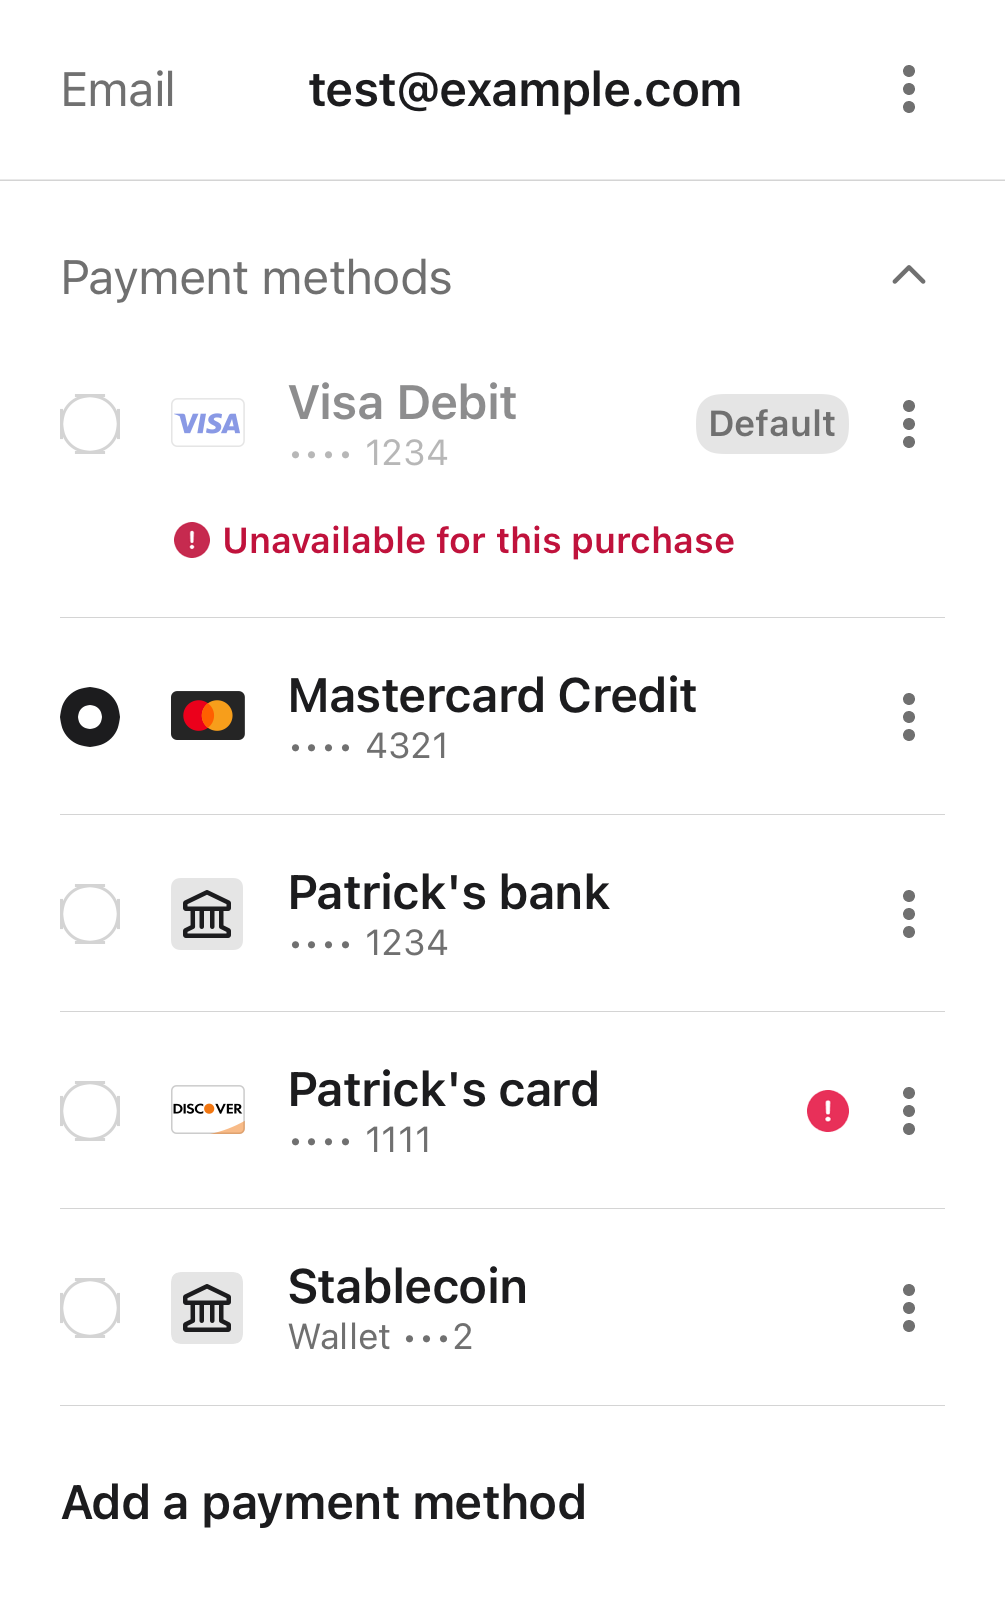 Email test@example.com
Payment methods
VISA Visa Debit Default
•••• 1234
! Unavailable for this purchase
Mastercard Credit
•••• 4321
Patrick's bank
•••• 1234
DISCOVER Patrick's card !
•••• 1111
Stablecoin
Wallet •••2
Add a payment method